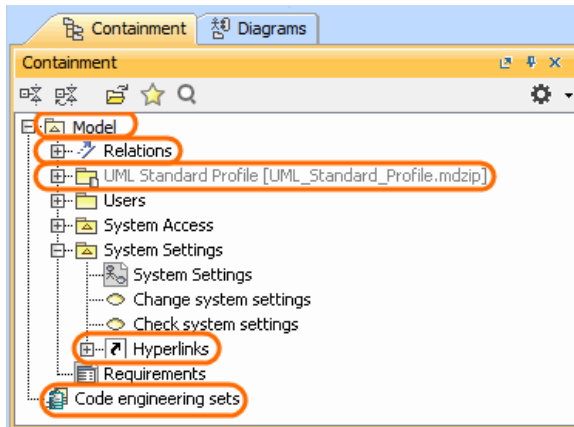 Containment Diagrams
Containment
Model
Relations
UML Standard Profile [UML_Standard_Profile.mdzip]
Users
System Access
System Settings
System Settings
Change system settings
Check system settings
Hyperlinks
Requirements
Code engineering sets